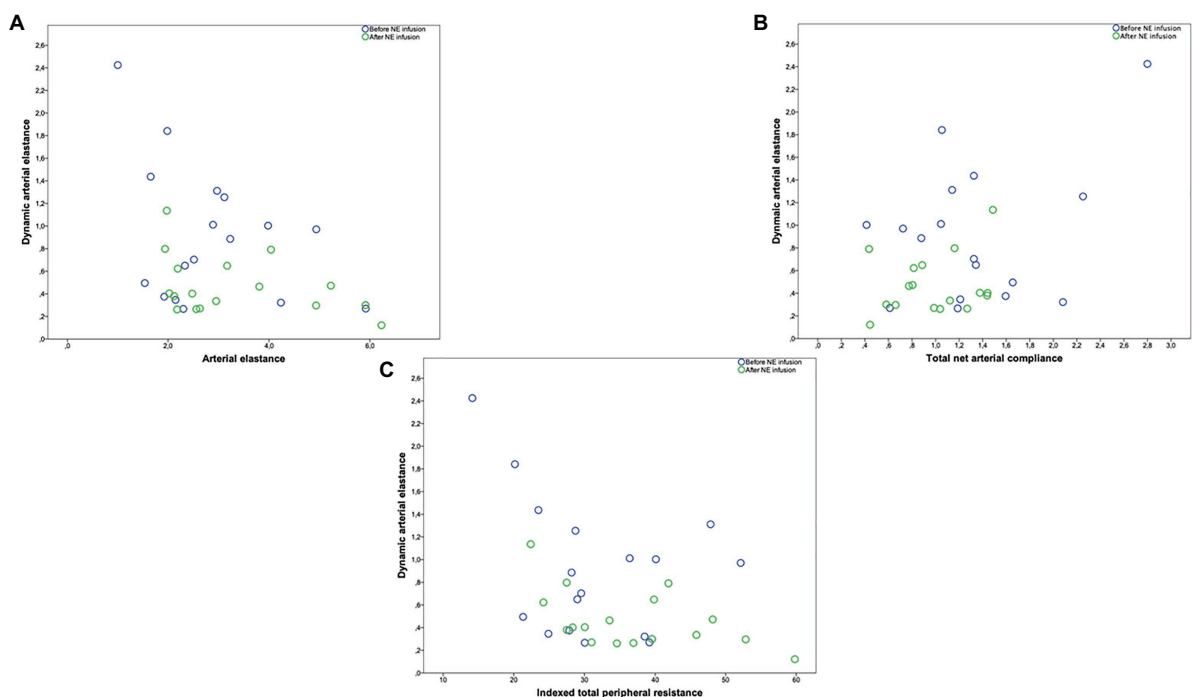 A
Before NE infusion
After NE infusion
Dynamic arterial elastance
2,6
2,4
2,2
2,0
1,8
1,6
1,4
1,2
1,0
,8
,6
,4
,2
,0
,0 2,0 4,0 6,0
Arterial elastance
B
Before NE infusion
After NE infusion
Dynmaic arterial elastance
2,6
2,4
2,2
2,0
1,8
1,6
1,4
1,2
1,0
,8
,6
,4
,2
,0
,0 ,2 ,4 ,6 ,8 1,0 1,2 1,4 1,6 1,8 2,0 2,2 2,4 2,6 2,8 3,0
Total net arterial compliance
C
Before NE infusion
After NE infusion
Dynamic arterial elastance
2,6
2,4
2,2
2,0
1,8
1,6
1,4
1,2
1,0
,8
,6
,4
,2
,0
10 20 30 40 50 60
Indexed total peripheral resistance